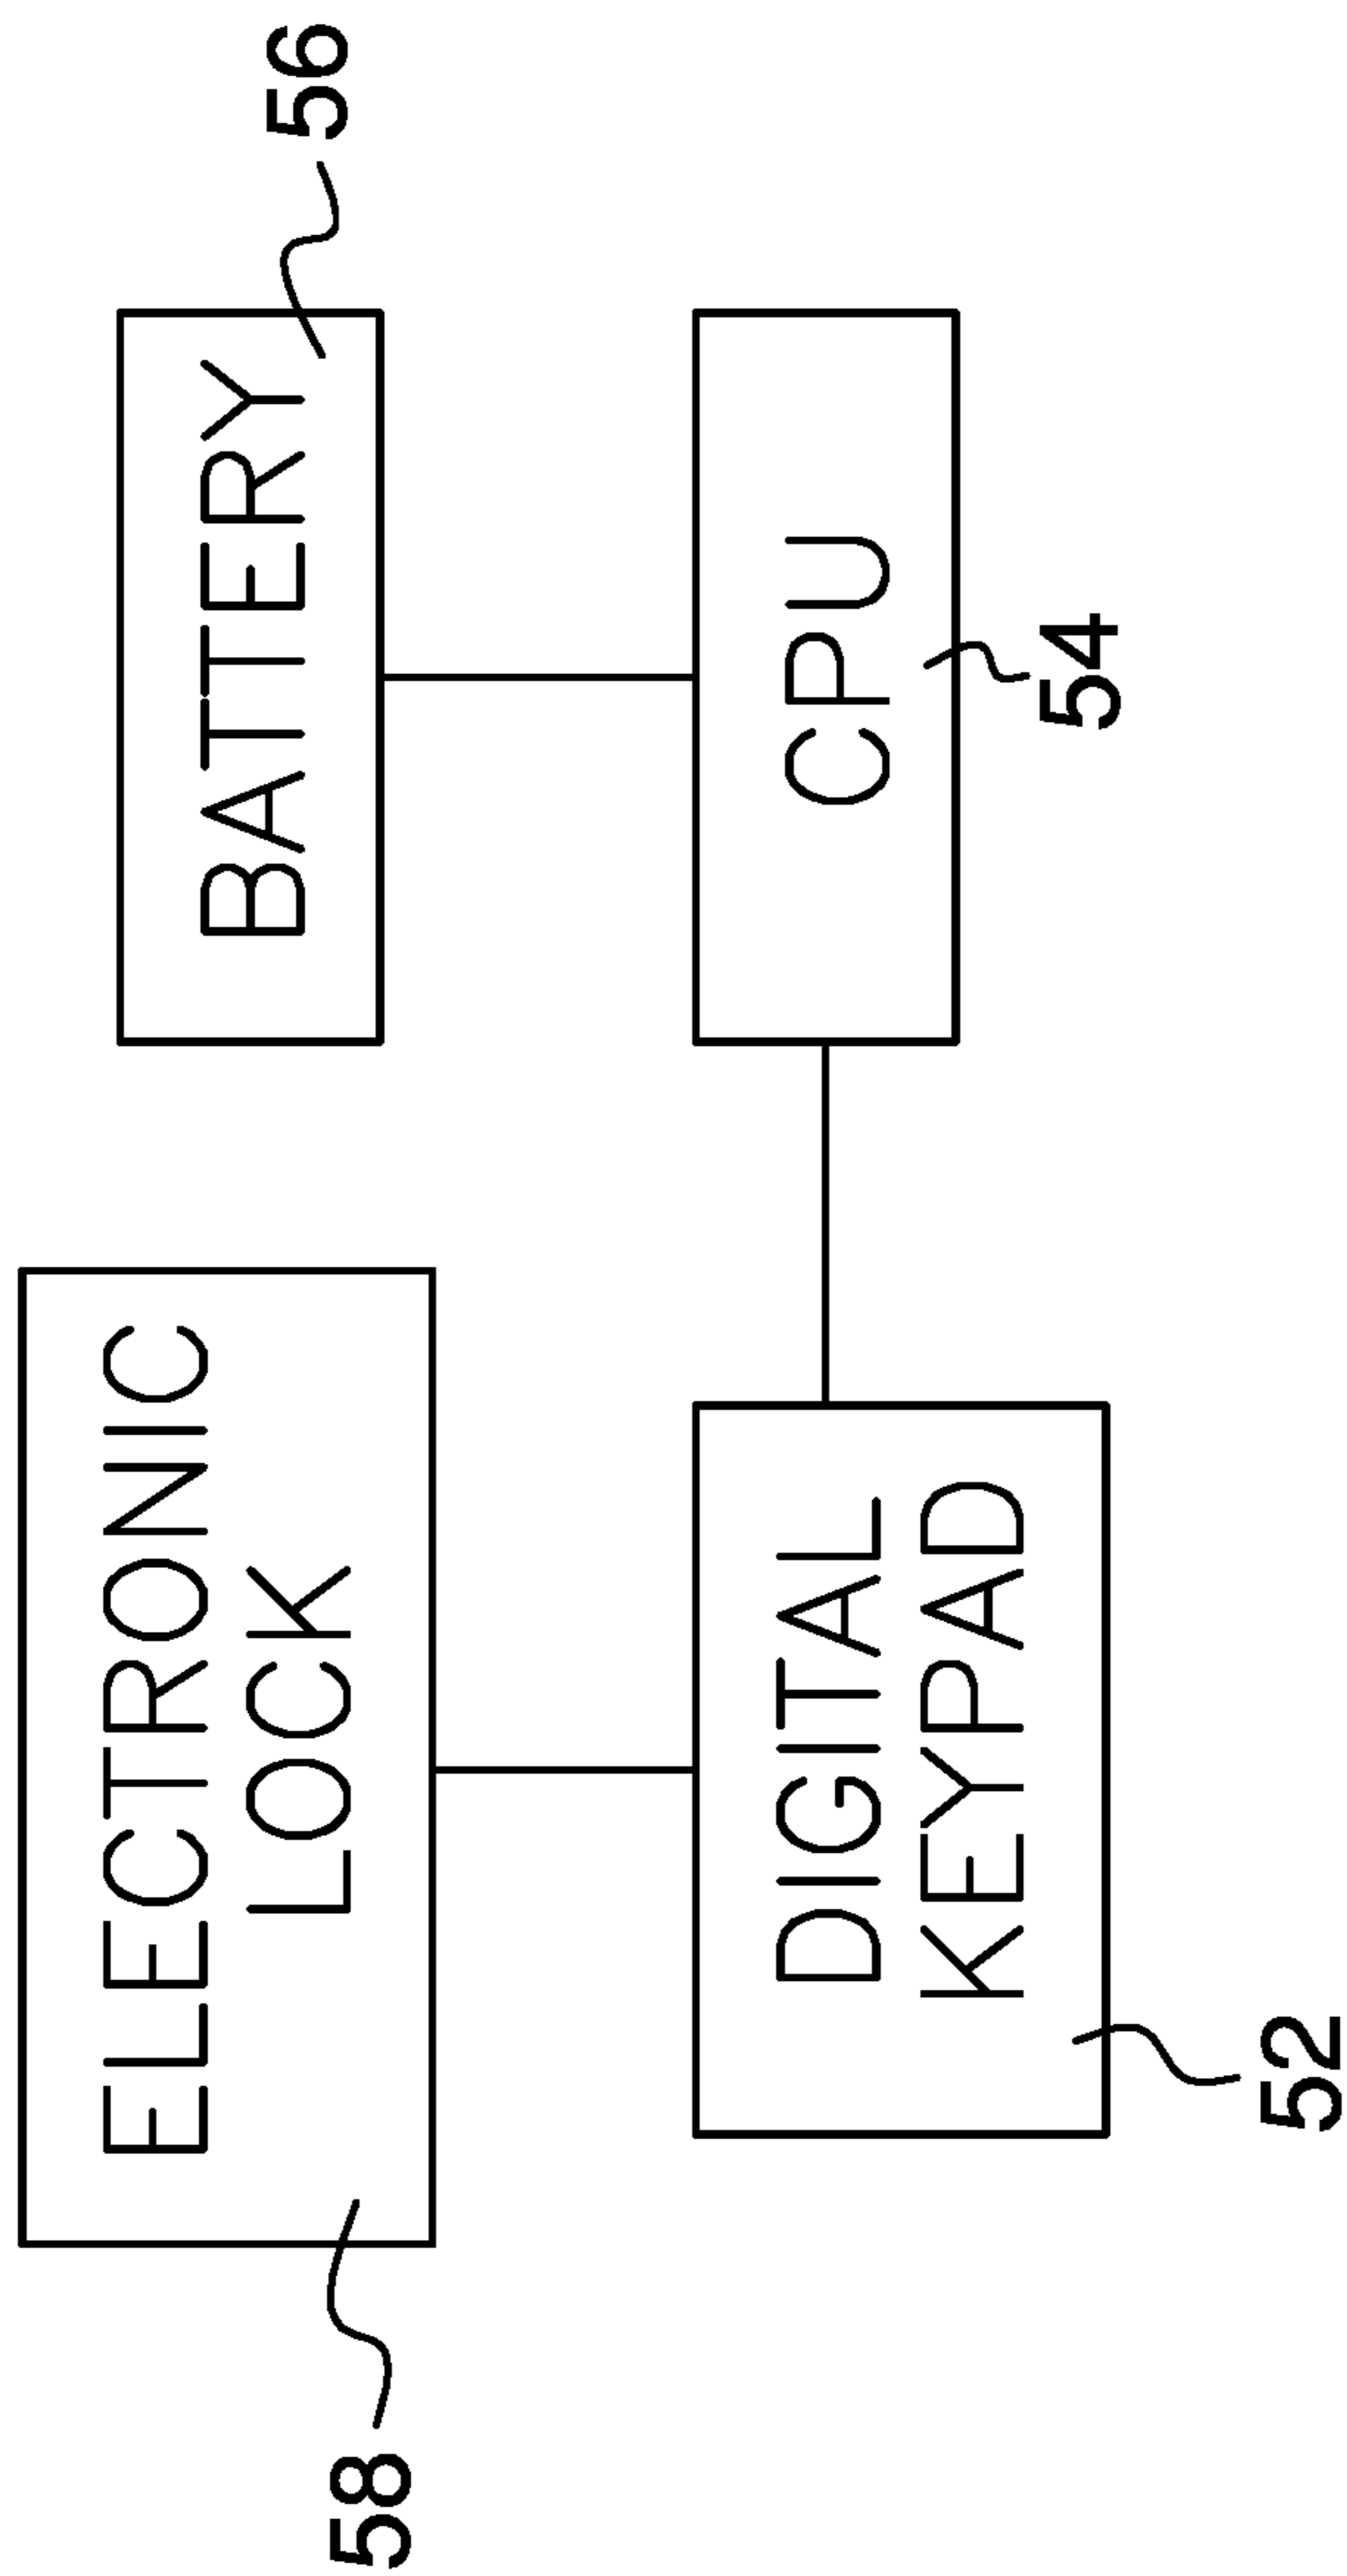 ELECTRONIC
LOCK
58
BATTERY
56
DIGITAL
KEYPAD
52
CPU
54